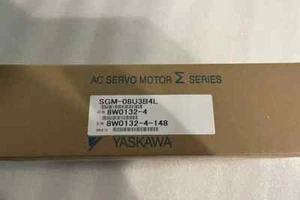 AC SERVO MOTOR Σ SERIES
SGM-08U3B4L
8W0132-4
8W0132-4-148
YASKAWA